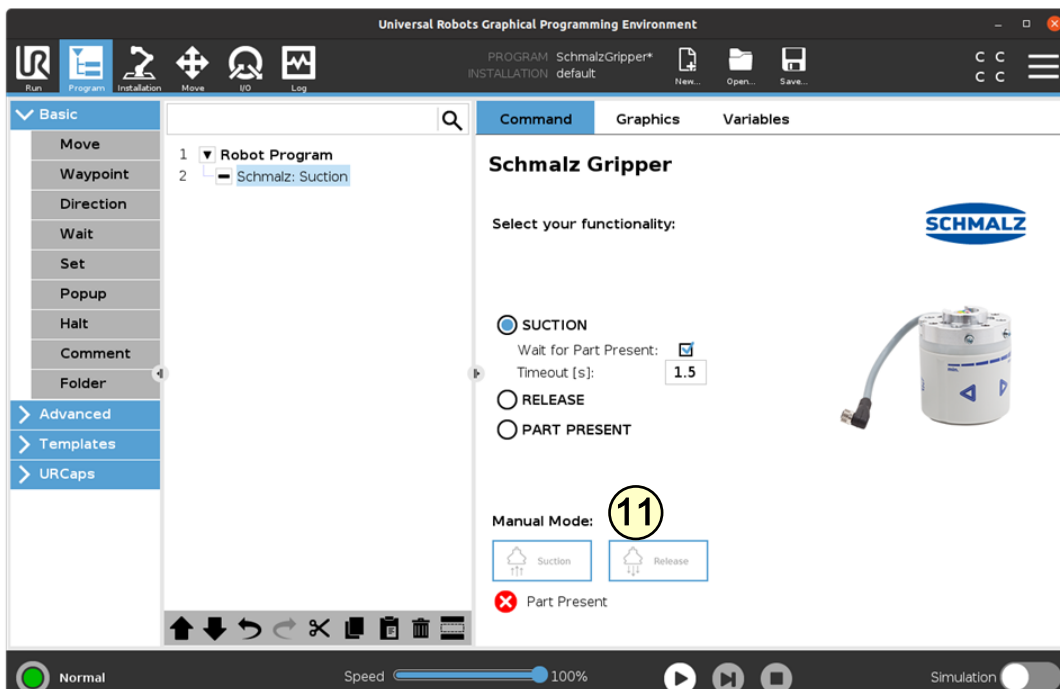 Universal Robots Graphical Programming Environment
PROGRAM SchmalzGripper*
INSTALLATION default
Run Program Installation Move I/O Log New... Open... Save...
C C
C C
Basic
Move
Waypoint
Direction
Wait
Set
Popup
Halt
Comment
Folder
Advanced
Templates
URCaps
1 Robot Program
2 Schmalz: Suction
Command Graphics Variables
Schmalz Gripper
Select your functionality:
SCHMALZ
SUCTION
Wait for Part Present:
Timeout [s]: 1.5
RELEASE
PART PRESENT
Manual Mode: 11
Suction Release
Part Present
Normal Speed 100% Simulation